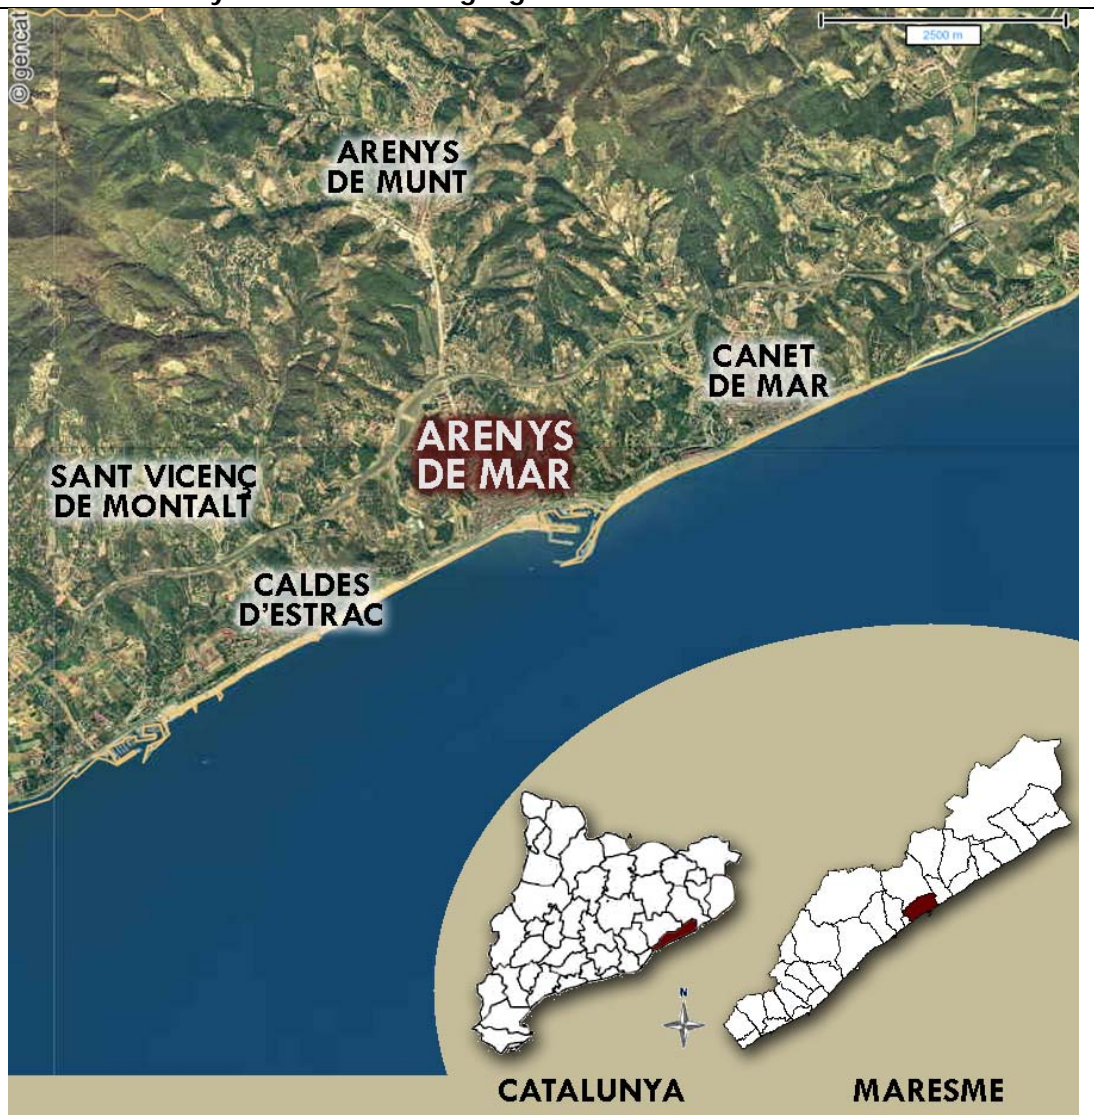 © gencat
2500 m
ARENYS
DE MUNT
CANET
DE MAR
ARENYS
DE MAR
SANT VICENÇ
DE MONTALT
CALDES
D'ESTRAC
N
CATALUNYA
MARESME